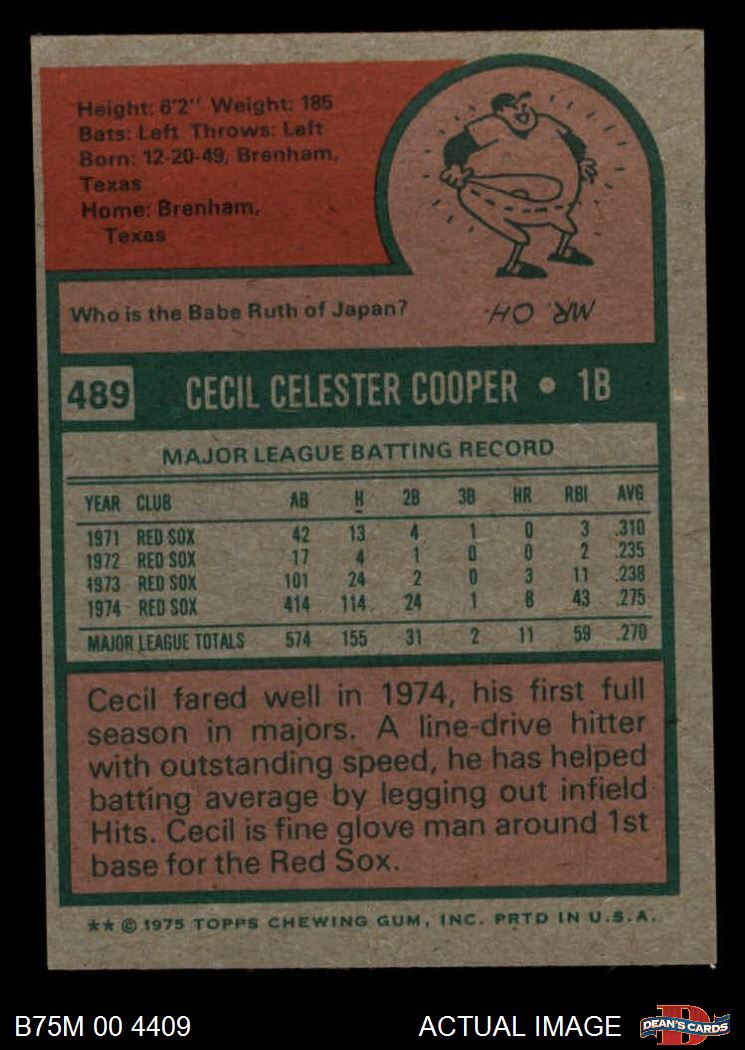 Height: 6'2" Weight: 185
Bats: Left Throws: Left
Born: 12-20-49, Brenham,
Texas
Home: Brenham,
Texas
Who is the Babe Ruth of Japan?
MR. OH.
489 CECIL CELESTER COOPER • 1B
MAJOR LEAGUE BATTING RECORD
YEAR CLUB AB H 2B 3B HR RBI AVG
1971 RED SOX 42 13 4 1 0 3 .310
1972 RED SOX 17 4 1 0 0 2 .235
1973 RED SOX 101 24 2 0 3 11 .238
1974 RED SOX 414 114 24 1 8 43 .275
MAJOR LEAGUE TOTALS 574 155 31 2 11 59 .270
Cecil fared well in 1974, his first full
season in majors. A line-drive hitter
with outstanding speed, he has helped
batting average by legging out infield
Hits. Cecil is fine glove man around 1st
base for the Red Sox.
** © 1975 TOPPS CHEWING GUM, INC. PRTD IN U.S.A.
B75M 00 4409 ACTUAL IMAGE D DEAN'S CARDS